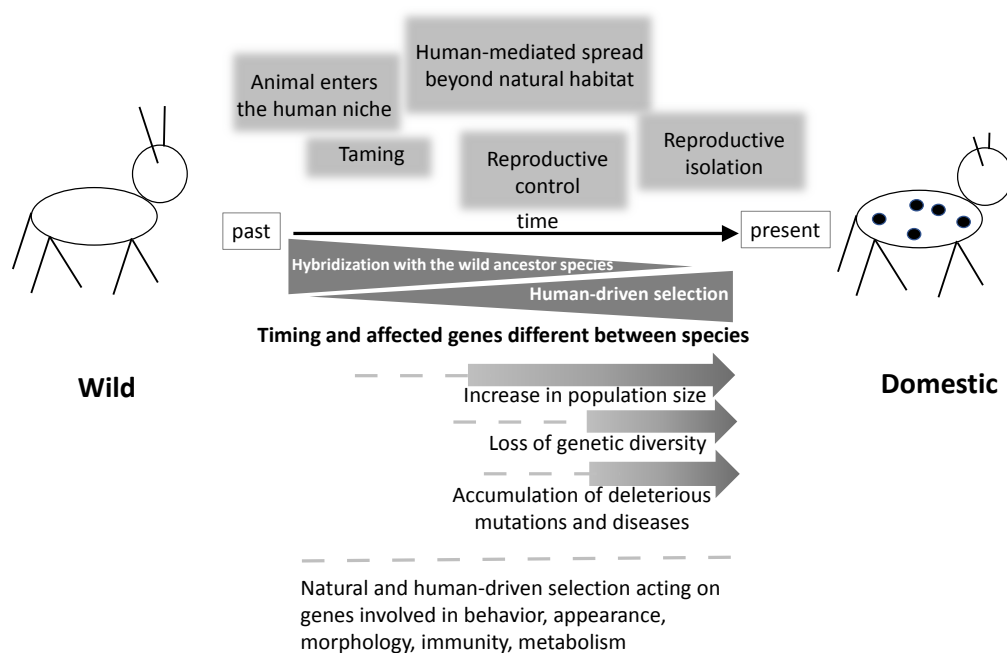 Human-mediated spread
beyond natural habitat
Animal enters
the human niche
Taming
Reproductive
control
Reproductive
isolation
time
past
present
Hybridization with the wild ancestor species
Human-driven selection
Timing and affected genes different between species
Wild
Domestic
Increase in population size
Loss of genetic diversity
Accumulation of deleterious
mutations and diseases
Natural and human-driven selection acting on
genes involved in behavior, appearance,
morphology, immunity, metabolism